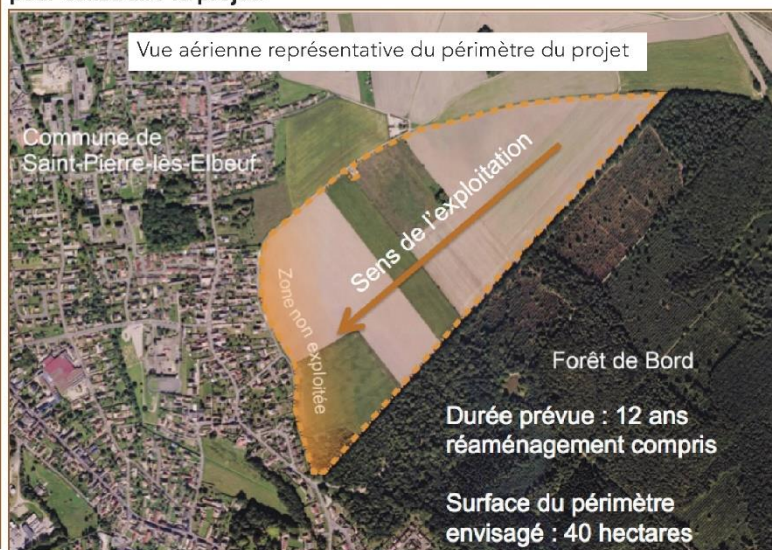 Vue aérienne représentative du périmètre du projet
Commune de
Saint-Pierre-lès-Elbeuf
Sens de l'exploitation
Zone non exploitée
Forêt de Bord
Durée prévue : 12 ans
réaménagement compris
Surface du périmètre
envisagé : 40 hectares